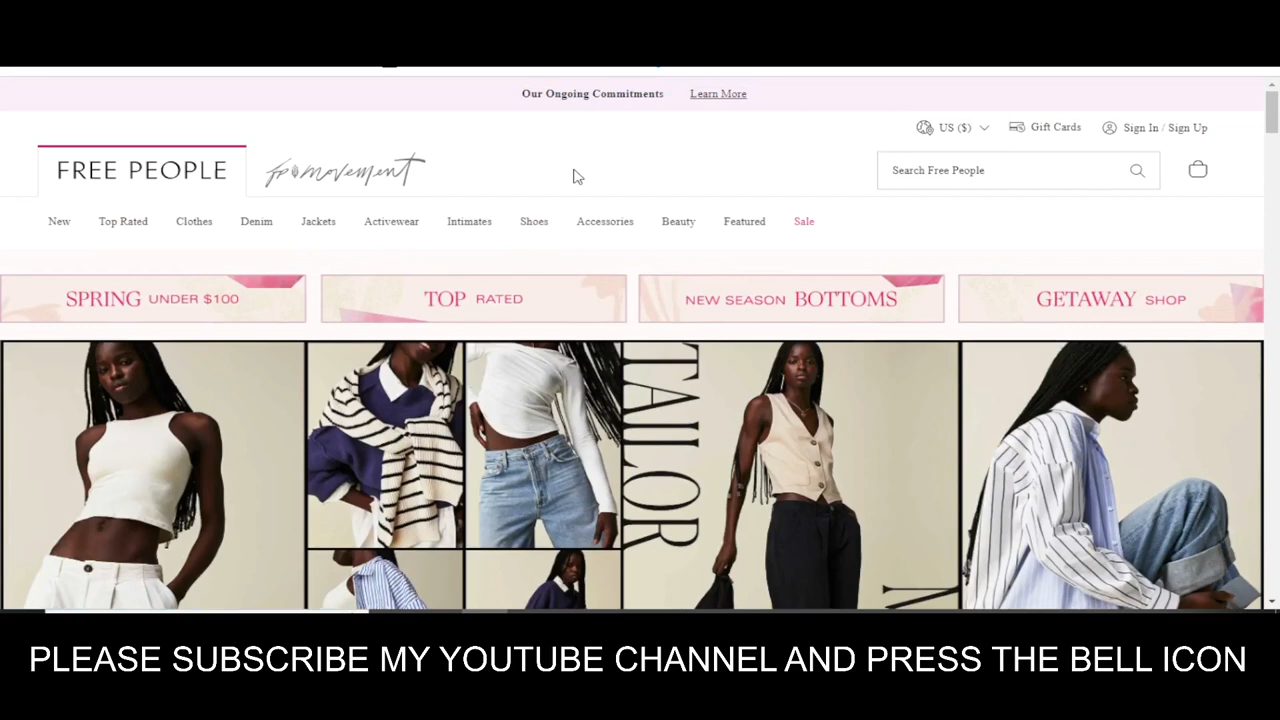 Our Ongoing Commitments Learn More
US ($) Gift Cards Sign In / Sign Up
FREE PEOPLE fp movement Search Free People
New Top Rated Clothes Denim Jackets Activewear Intimates Shoes Accessories Beauty Featured Sale
SPRING UNDER $100 TOP RATED NEW SEASON BOTTOMS GETAWAY SHOP
TAILOR
PLEASE SUBSCRIBE MY YOUTUBE CHANNEL AND PRESS THE BELL ICON